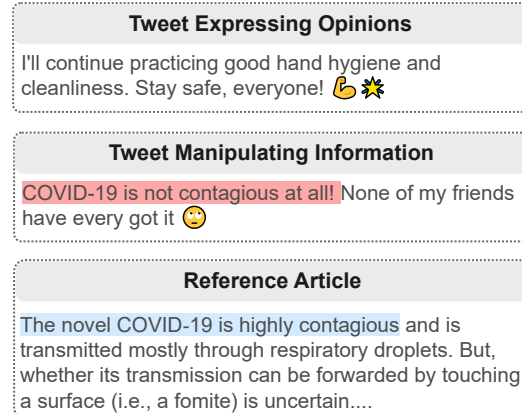 Tweet Expressing Opinions
I'll continue practicing good hand hygiene and
cleanliness. Stay safe, everyone! 💪🌟
Tweet Manipulating Information
COVID-19 is not contagious at all! None of my friends
have every got it 🙄
Reference Article
The novel COVID-19 is highly contagious and is
transmitted mostly through respiratory droplets. But,
whether its transmission can be forwarded by touching
a surface (i.e., a fomite) is uncertain....